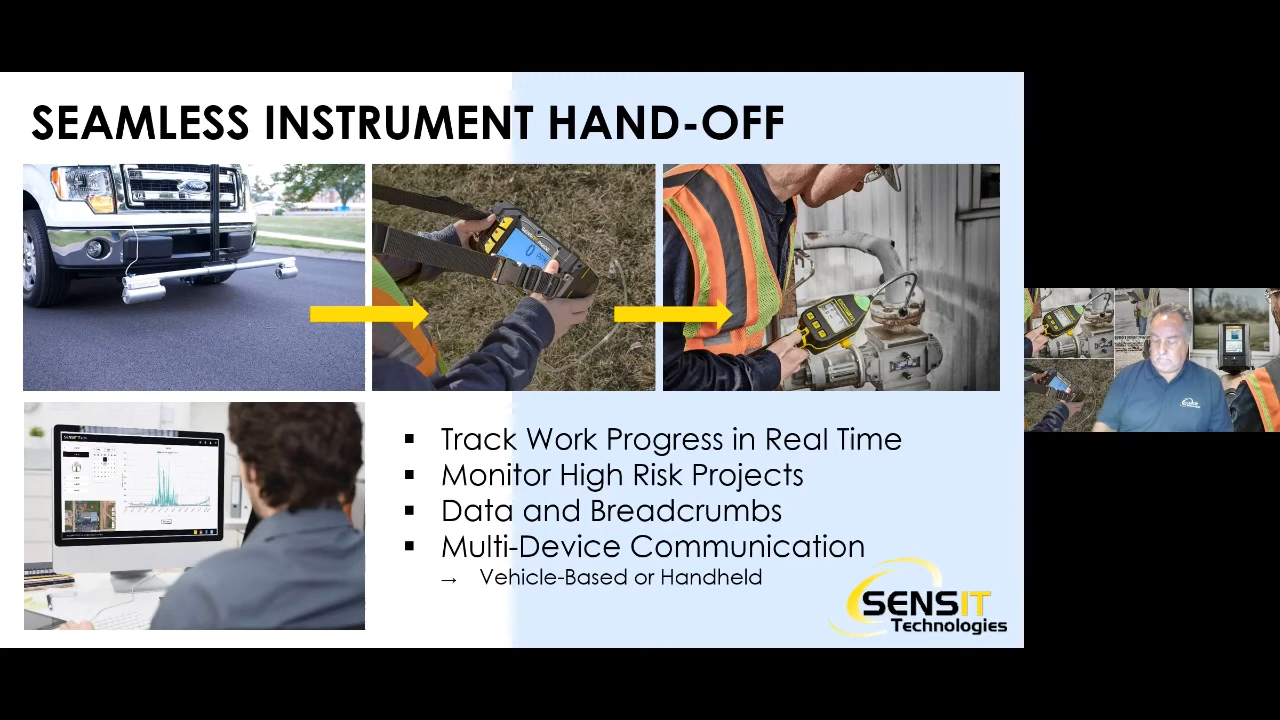 SEAMLESS INSTRUMENT HAND-OFF
Track Work Progress in Real Time
Monitor High Risk Projects
Data and Breadcrumbs
Multi-Device Communication
→ Vehicle-Based or Handheld
SENSIT
Technologies